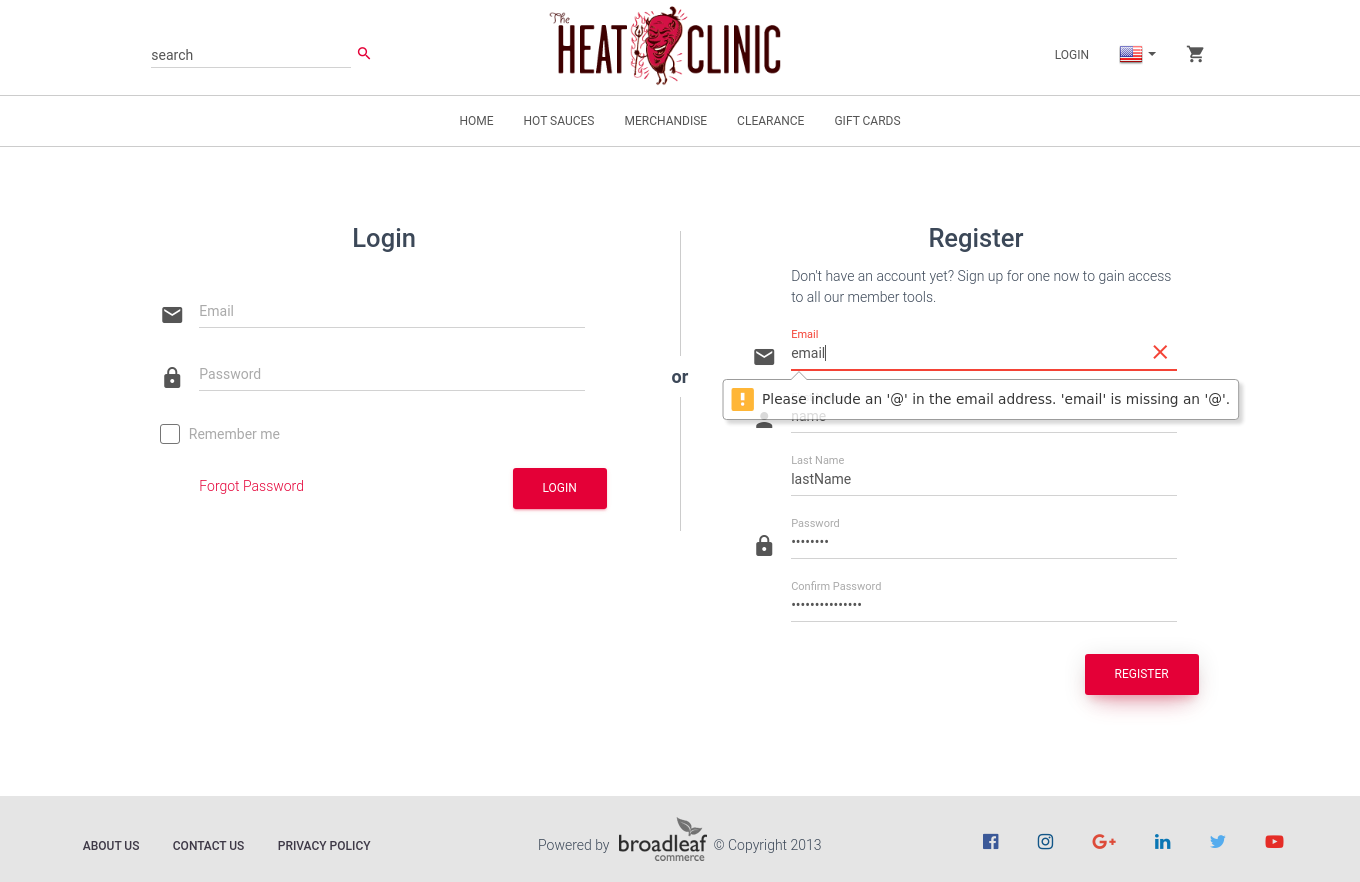 search
The
HEAT CLINIC
LOGIN
HOME
HOT SAUCES
MERCHANDISE
CLEARANCE
GIFT CARDS
Login
Email
Password
Remember me
Forgot Password
LOGIN
or
Register
Don't have an account yet? Sign up for one now to gain access
to all our member tools.
Email
email
Please include an '@' in the email address. 'email' is missing an '@'.
name
Last Name
lastName
Password
••••••••
Confirm Password
•••••••••••••••
REGISTER
ABOUT US
CONTACT US
PRIVACY POLICY
Powered by broadleaf commerce © Copyright 2013
G+
in